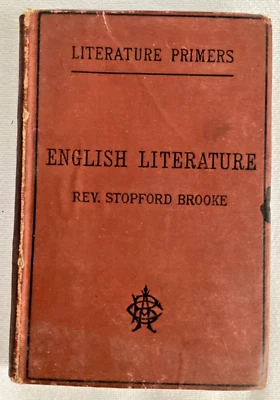 LITERATURE PRIMERS
ENGLISH LITERATURE
REV. STOPFORD BROOKE